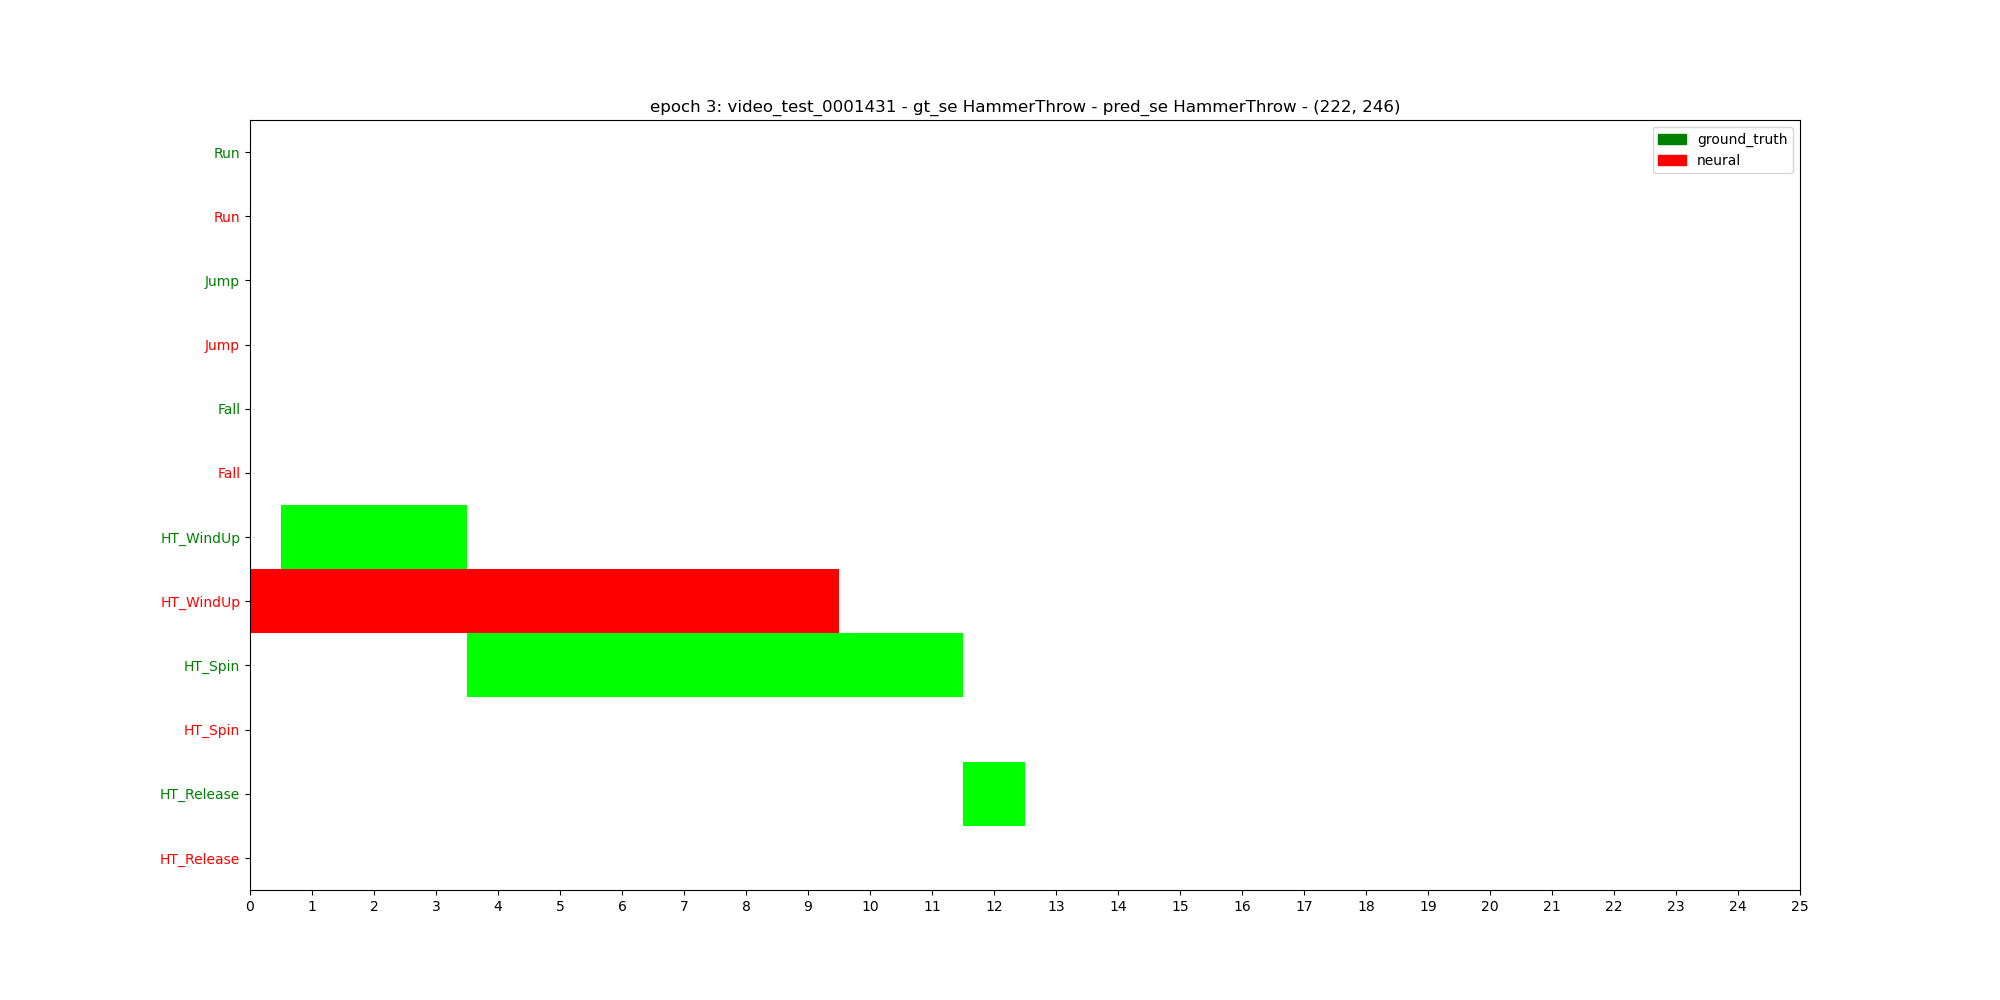 epoch 3: video_test_0001431 - gt_se HammerThrow - pred_se HammerThrow - (222, 246)
ground_truth
neural
Run
Run
Jump
Jump
Fall
Fall
HT_WindUp
HT_WindUp
HT_Spin
HT_Spin
HT_Release
HT_Release
0 1 2 3 4 5 6 7 8 9 10 11 12 13 14 15 16 17 18 19 20 21 22 23 24 25